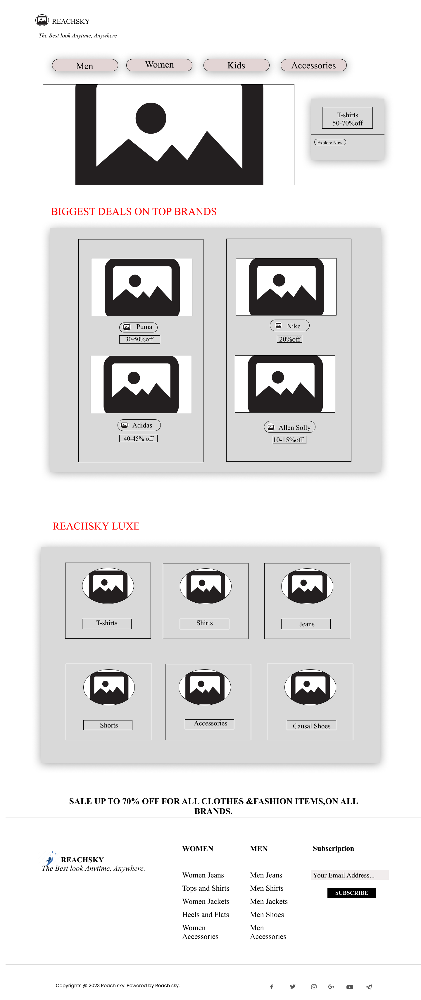 REACHSKY
The Best look Anytime, Anywhere
Men
Women
Kids
Accessories
T-shirts
50-70%off
Explore Now
BIGGEST DEALS ON TOP BRANDS
Puma
30-50%off
Nike
20%off
Adidas
40-45% off
Allen Solly
10-15%off
REACHSKY LUXE
T-shirts
Shirts
Jeans
Shorts
Accessories
Causal Shoes
SALE UP TO 70% OFF FOR ALL CLOTHES &FASHION ITEMS,ON ALL
BRANDS.
REACHSKY
The Best look Anytime, Anywhere.
WOMEN
Women Jeans
Tops and Shirts
Women Jackets
Heels and Flats
Women
Accessories
MEN
Men Jeans
Men Shirts
Men Jackets
Men Shoes
Men
Accessories
Subscription
Your Email Address...
SUBSCRIBE
Copyrights @ 2023 Reach sky. Powered by Reach sky.